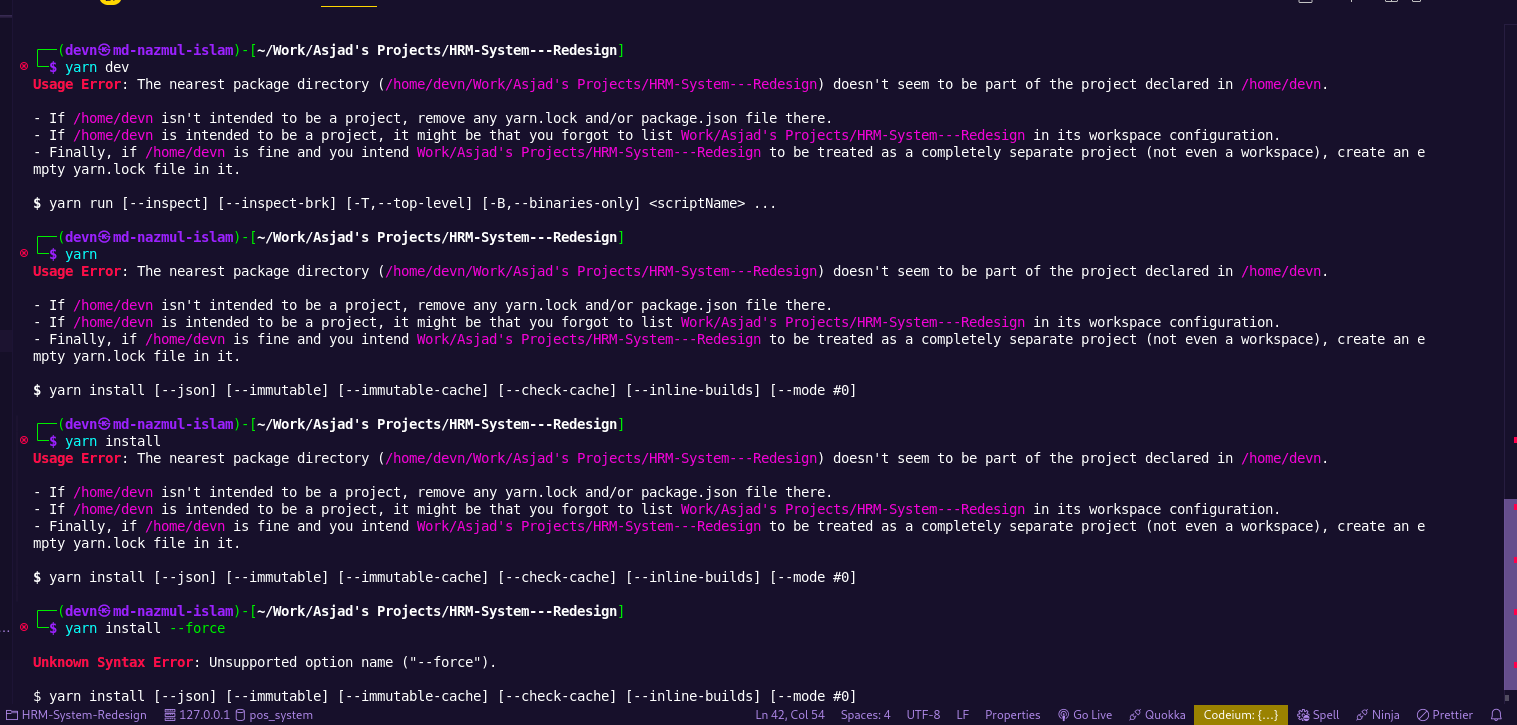 ┌──(devn㉿md-nazmul-islam)-[~/Work/Asjad's Projects/HRM-System---Redesign]
└─$ yarn dev
Usage Error: The nearest package directory (/home/devn/Work/Asjad's Projects/HRM-System---Redesign) doesn't seem to be part of the project declared in /home/devn.
- If /home/devn isn't intended to be a project, remove any yarn.lock and/or package.json file there.
- If /home/devn is intended to be a project, it might be that you forgot to list Work/Asjad's Projects/HRM-System---Redesign in its workspace configuration.
- Finally, if /home/devn is fine and you intend Work/Asjad's Projects/HRM-System---Redesign to be treated as a completely separate project (not even a workspace), create an e
mpty yarn.lock file in it.
$ yarn run [--inspect] [--inspect-brk] [-T,--top-level] [-B,--binaries-only] <scriptName> ...
┌──(devn㉿md-nazmul-islam)-[~/Work/Asjad's Projects/HRM-System---Redesign]
└─$ yarn
Usage Error: The nearest package directory (/home/devn/Work/Asjad's Projects/HRM-System---Redesign) doesn't seem to be part of the project declared in /home/devn.
- If /home/devn isn't intended to be a project, remove any yarn.lock and/or package.json file there.
- If /home/devn is intended to be a project, it might be that you forgot to list Work/Asjad's Projects/HRM-System---Redesign in its workspace configuration.
- Finally, if /home/devn is fine and you intend Work/Asjad's Projects/HRM-System---Redesign to be treated as a completely separate project (not even a workspace), create an e
mpty yarn.lock file in it.
$ yarn install [--json] [--immutable] [--immutable-cache] [--check-cache] [--inline-builds] [--mode #0]
┌──(devn㉿md-nazmul-islam)-[~/Work/Asjad's Projects/HRM-System---Redesign]
└─$ yarn install
Usage Error: The nearest package directory (/home/devn/Work/Asjad's Projects/HRM-System---Redesign) doesn't seem to be part of the project declared in /home/devn.
- If /home/devn isn't intended to be a project, remove any yarn.lock and/or package.json file there.
- If /home/devn is intended to be a project, it might be that you forgot to list Work/Asjad's Projects/HRM-System---Redesign in its workspace configuration.
- Finally, if /home/devn is fine and you intend Work/Asjad's Projects/HRM-System---Redesign to be treated as a completely separate project (not even a workspace), create an e
mpty yarn.lock file in it.
$ yarn install [--json] [--immutable] [--immutable-cache] [--check-cache] [--inline-builds] [--mode #0]
┌──(devn㉿md-nazmul-islam)-[~/Work/Asjad's Projects/HRM-System---Redesign]
└─$ yarn install --force
Unknown Syntax Error: Unsupported option name ("--force").
$ yarn install [--json] [--immutable] [--immutable-cache] [--check-cache] [--inline-builds] [--mode #0]
HRM-System-Redesign 127.0.0.1 pos_system Ln 42, Col 54 Spaces: 4 UTF-8 LF Properties Go Live Quokka Codeium: {...} Spell Ninja Prettier